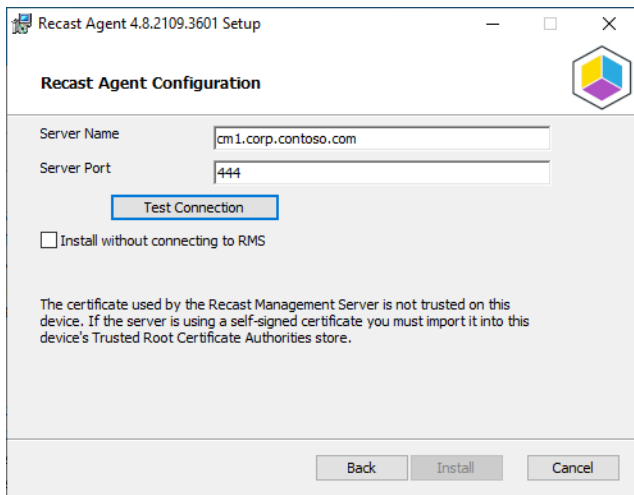 Recast Agent 4.8.2109.3601 Setup
Recast Agent Configuration
Server Name
cm1.corp.contoso.com
Server Port
444
Test Connection
Install without connecting to RMS
The certificate used by the Recast Management Server is not trusted on this
device. If the server is using a self-signed certificate you must import it into this
device's Trusted Root Certificate Authorities store.
Back
Install
Cancel